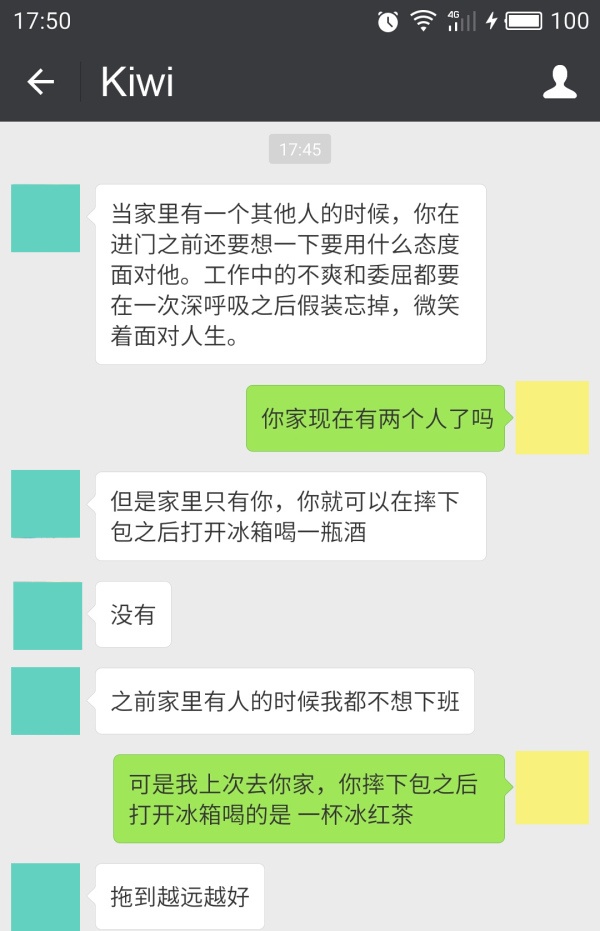 17:50
4G
100
Kiwi
17:45
当家里有一个其他人的时候，你在
进门之前还要想一下要用什么态度
面对他。工作中的不爽和委屈都要
在一次深呼吸之后假装忘掉，微笑
着面对人生。
你家现在有两个人了吗
但是家里只有你，你就可以在摔下
包之后打开冰箱喝一瓶酒
没有
之前家里有人的时候我都不想下班
可是我上次去你家，你摔下包之后
打开冰箱喝的是 一杯冰红茶
拖到越远越好